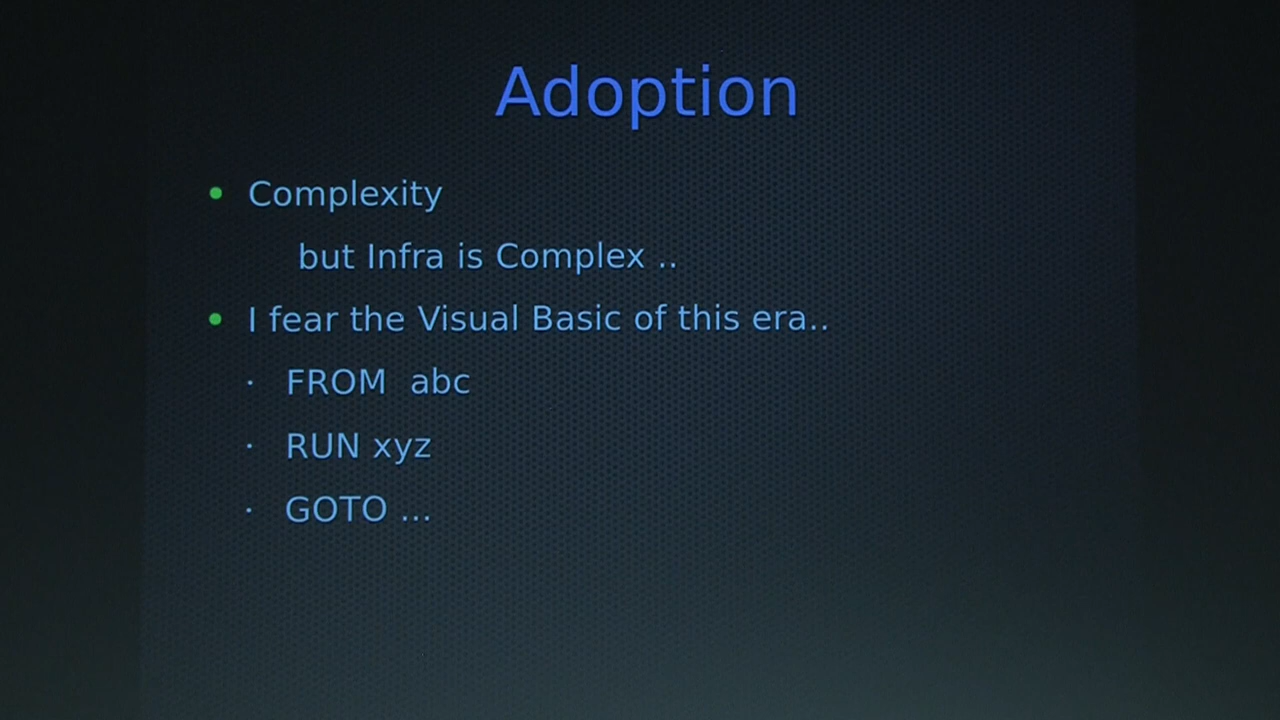 Adoption
• Complexity
but Infra is Complex ..
• I fear the Visual Basic of this era..
· FROM abc
· RUN xyz
· GOTO ...